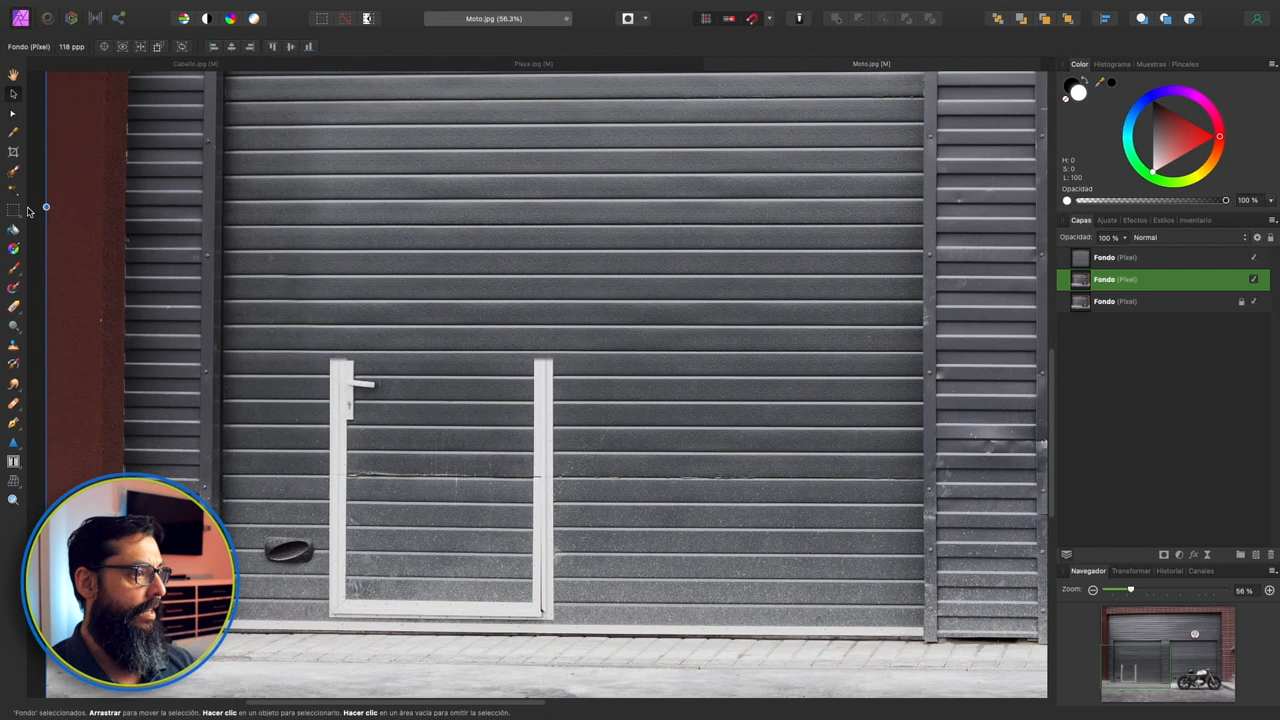 Moto.jpg (56.3%)
Fondo (Píxel)
118 ppp
Caballo.jpg (M)
Playa.jpg (M)
Moto.jpg [M]
Color
Histograma
Muestras
Pinceles
H: 0
S: 0
L: 100
Opacidad
100 %
Capas
Ajuste
Efectos
Estilos
Inventario
Opacidad:
100 %
Normal
Fondo (Píxel)
Fondo (Píxel)
Fondo (Píxel)
Navegador
Transformar
Historial
Canales
Zoom:
56 %
'Fondo' seleccionados. Arrastrar para mover la selección. Hacer clic en un objeto para seleccionarlo. Hacer clic en un área vacía para omitir la selección.